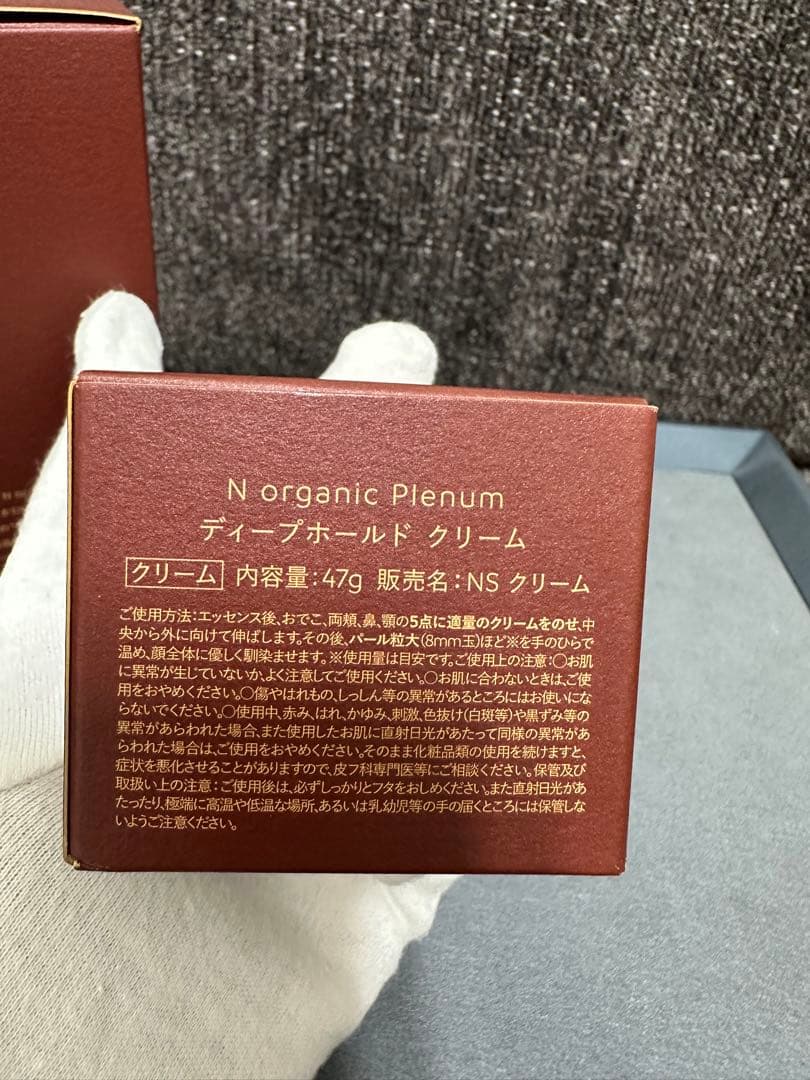 N organic Plenum
ディープホールド クリーム
クリーム 内容量:47g 販売名:NS クリーム
ご使用方法:エッセンス後、おでこ、両頬、鼻、顎の5点に適量のクリームをのせ、中
央から外に向けて伸ばします。その後、パール粒大(8mm玉)ほど※を手のひらで
温め、顔全体に優しく馴染ませます。※使用量は目安です。ご使用上の注意:〇お肌
に異常が生じていないか、よく注意してご使用ください。〇お肌に合わないときは、ご使
用をおやめください。〇傷やはれもの、しっしん等の異常があるところにはお使いにな
らないでください。〇使用中、赤み、はれ、かゆみ、刺激、色抜け(白斑等)や黒ずみ等の
異常があらわれた場合、また使用したお肌に直射日光があたって同様の異常があ
らわれた場合は、ご使用をおやめください。そのまま化粧品類の使用を続けますと、
症状を悪化させることがありますので、皮フ科専門医等にご相談ください。保管及び
取扱い上の注意:ご使用後は、必ずしっかりとフタをおしめください。また直射日光があ
たったり、極端に高温や低温な場所、あるいは乳幼児等の手の届くところには保管しな
いようご注意ください。